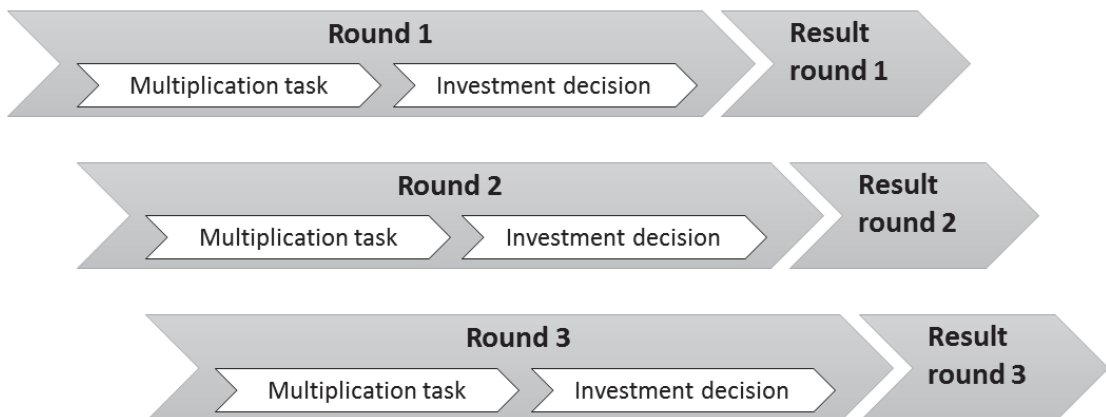 Round 1
Multiplication task
Investment decision
Result
round 1
Round 2
Multiplication task
Investment decision
Result
round 2
Round 3
Multiplication task
Investment decision
Result
round 3